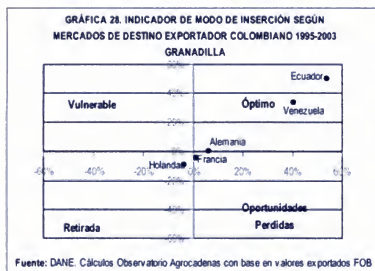 GRÁFICA 28. INDICADOR DE MODO DE INSERCIÓN SEGÚN
MERCADOS DE DESTINO EXPORTADOR COLOMBIANO 1995-2003
GRANADILLA
Ecuador
40%
Vulnerable
Óptimo
Venezuela
20%
Alemania
Francia
Holanda
-60%
-40%
-20%
20%
40%
60%
Oportunidades
Retirada
Perdidas
Fuente: DANE. Cálculos Observatorio Agrocadenas con base en valores exportados FOB